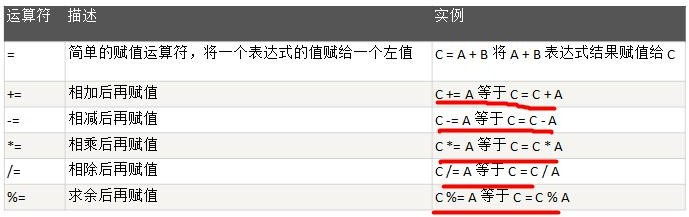 运算符 描述 实例
= 简单的赋值运算符，将一个表达式的值赋给一个左值 C = A + B 将 A + B 表达式结果赋值给 C
+= 相加后再赋值 C += A 等于 C = C + A
-= 相减后再赋值 C -= A 等于 C = C - A
*= 相乘后再赋值 C *= A 等于 C = C * A
/= 相除后再赋值 C /= A 等于 C = C / A
%= 求余后再赋值 C %= A 等于 C = C % A